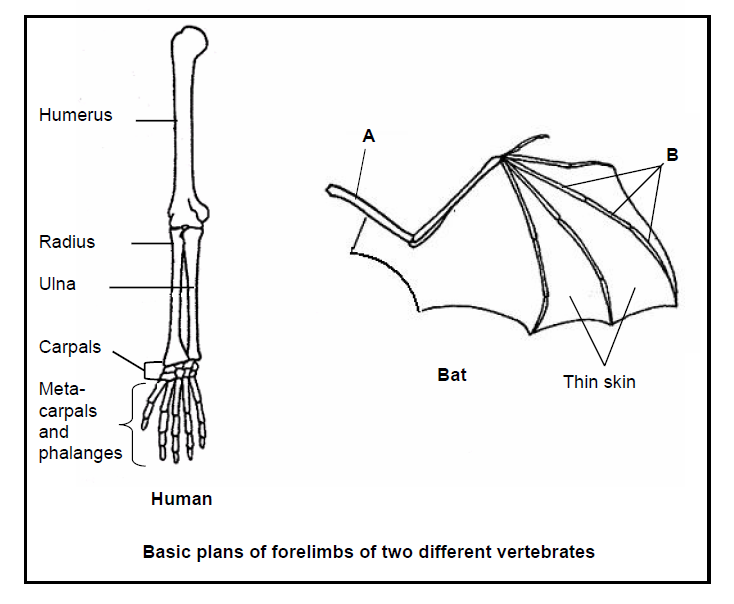 Humerus
Radius
Ulna
Carpals
Meta-
carpals
and
phalanges
Human
A
B
Thin skin
Bat
Basic plans of forelimbs of two different vertebrates